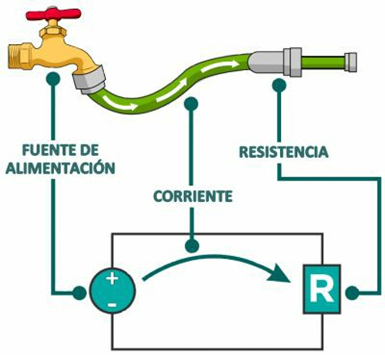 FUENTE DE
ALIMENTACIÓN
RESISTENCIA
CORRIENTE
+
-
R